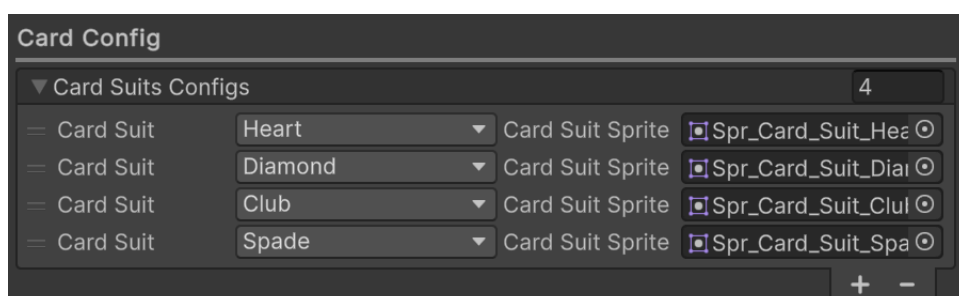 Card Config
Card Suits Configs 4
Card Suit Heart Card Suit Sprite Spr_Card_Suit_Hea
Card Suit Diamond Card Suit Sprite Spr_Card_Suit_Dia
Card Suit Club Card Suit Sprite Spr_Card_Suit_Clu
Card Suit Spade Card Suit Sprite Spr_Card_Suit_Spa